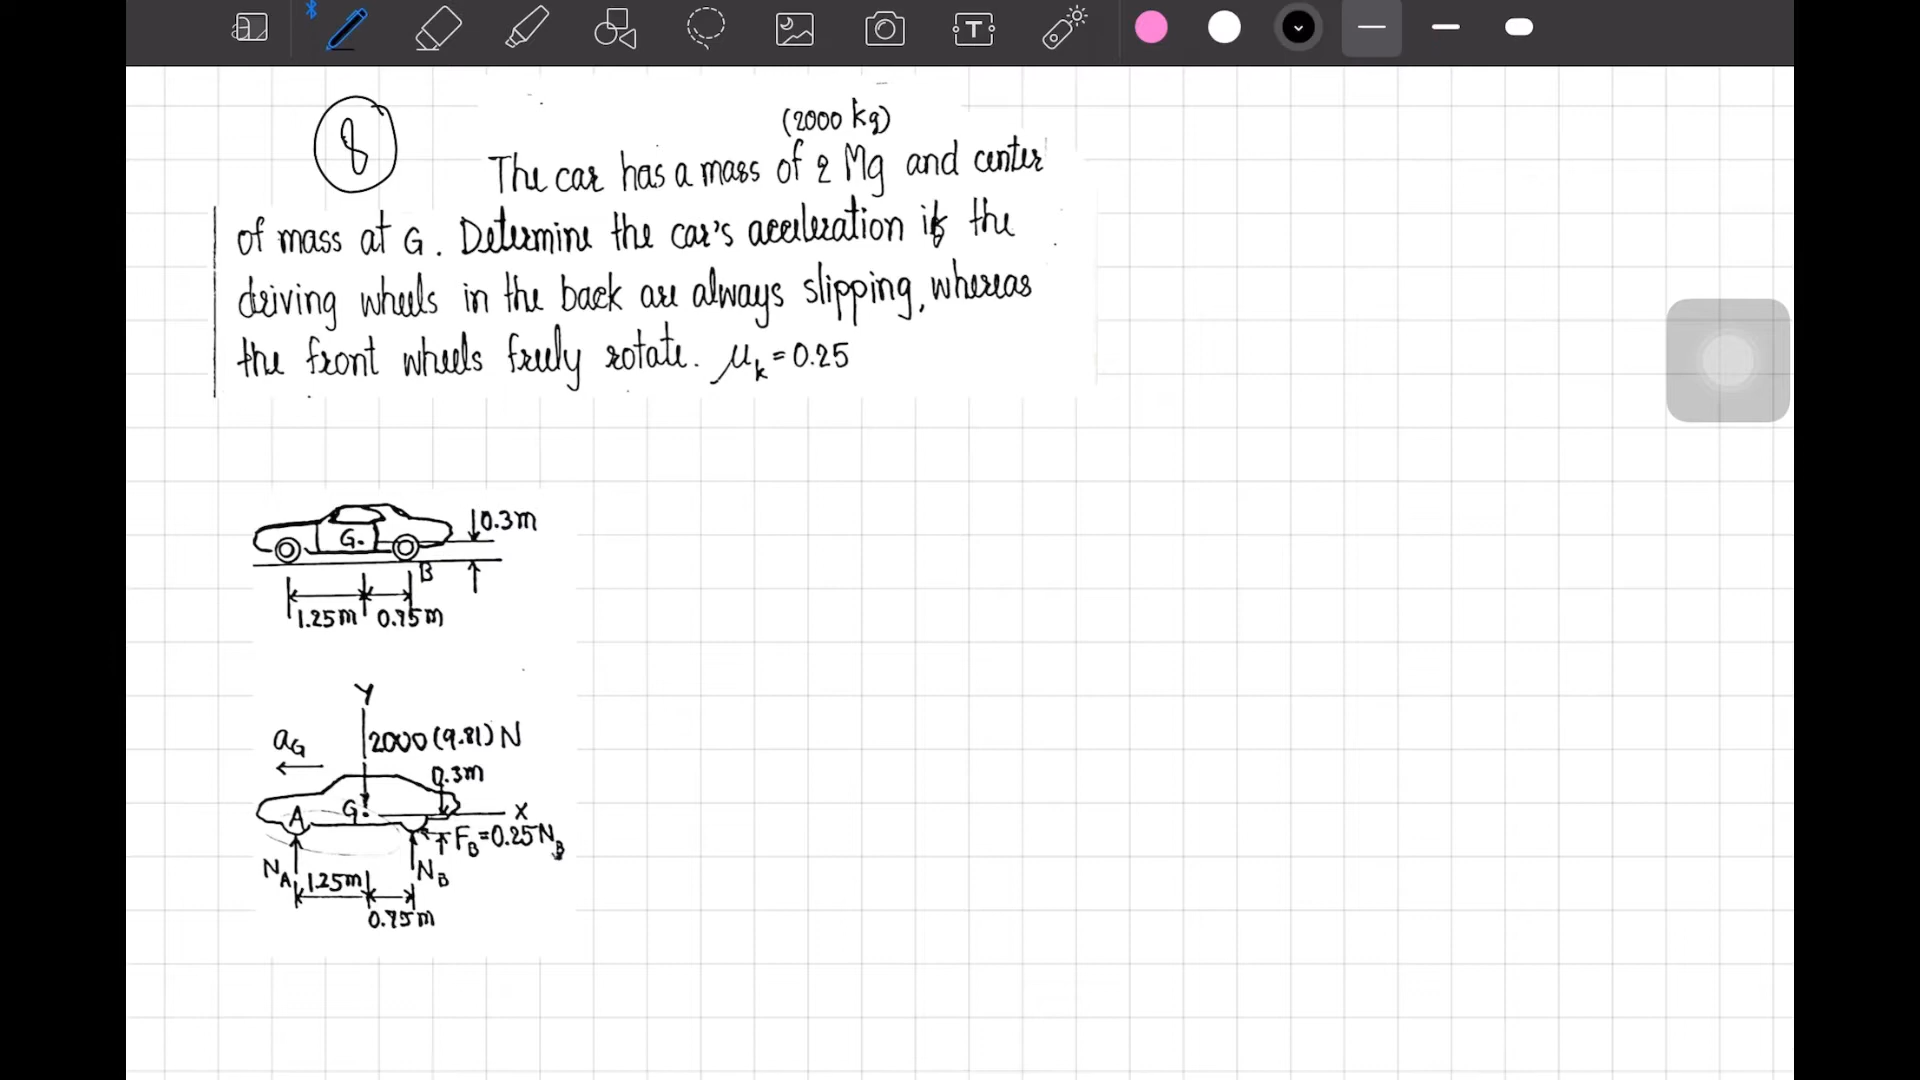 8
(2000 kg)
The car has a mass of 2 Mg and center
of mass at G. Determine the car's acceleration if the
driving wheels in the back are always slipping, whereas
the front wheels freely rotate. μk = 0.25
0.3m
G.
B
1.25m 0.75m
Y
aG 2000(9.81) N
0.3m
A G. X
FB = 0.25 NB
NA 1.25m NB
0.75m